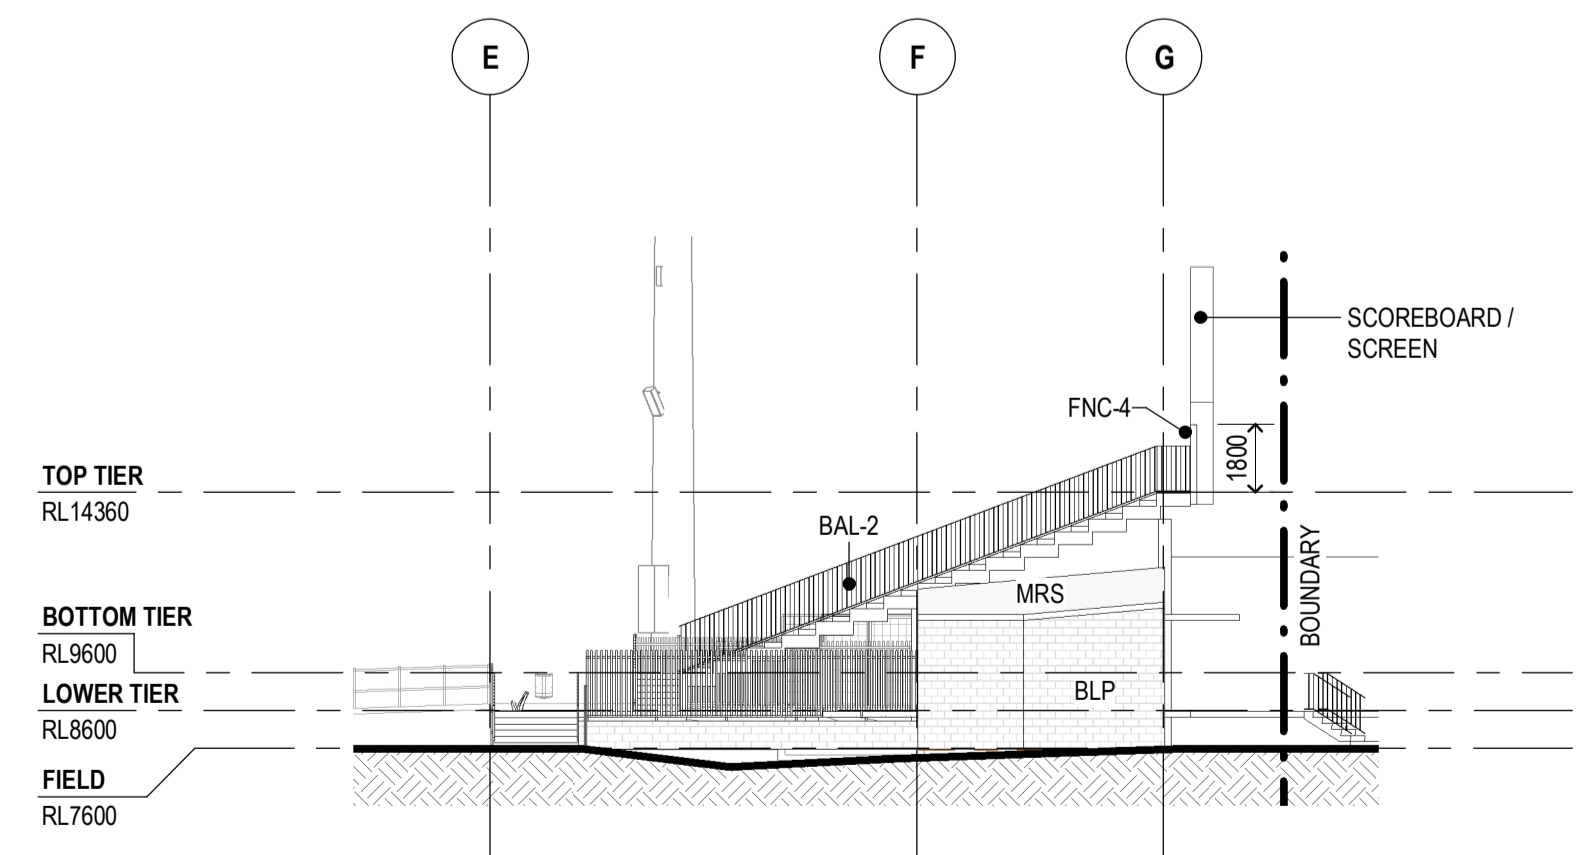 E
F
G
SCOREBOARD /
SCREEN
FNC-4
1800
TOP TIER
RL14360
BAL-2
BOUNDARY
MRS
BOTTOM TIER
RL9600
LOWER TIER
RL8600
BLP
FIELD
RL7600